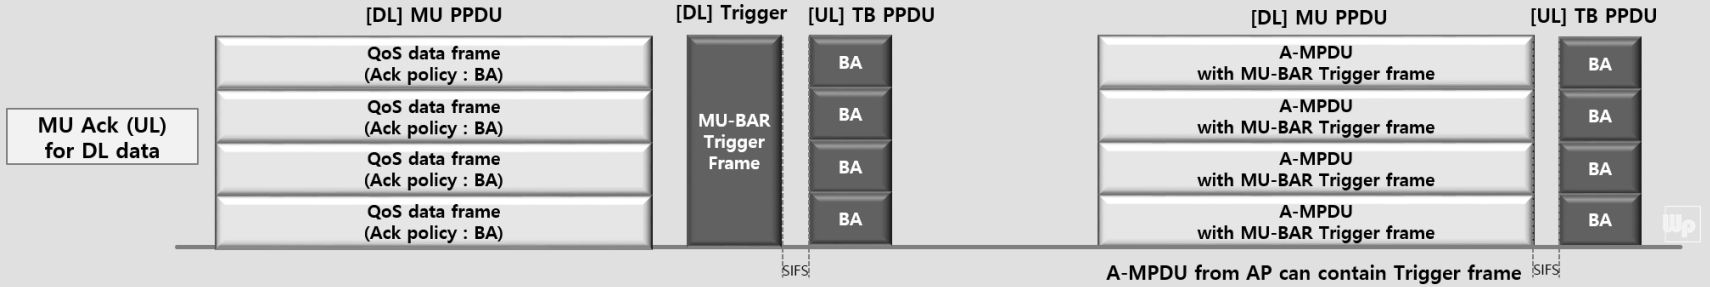 [DL] MU PPDU
[DL] Trigger
[UL] TB PPDU
[DL] MU PPDU
[UL] TB PPDU
MU Ack (UL)
for DL data
QoS data frame
(Ack policy : BA)
QoS data frame
(Ack policy : BA)
QoS data frame
(Ack policy : BA)
QoS data frame
(Ack policy : BA)
MU-BAR
Trigger
Frame
BA
BA
BA
BA
A-MPDU
with MU-BAR Trigger frame
A-MPDU
with MU-BAR Trigger frame
A-MPDU
with MU-BAR Trigger frame
A-MPDU
with MU-BAR Trigger frame
BA
BA
BA
BA
Wp
SIFS
A-MPDU from AP can contain Trigger frame
SIFS